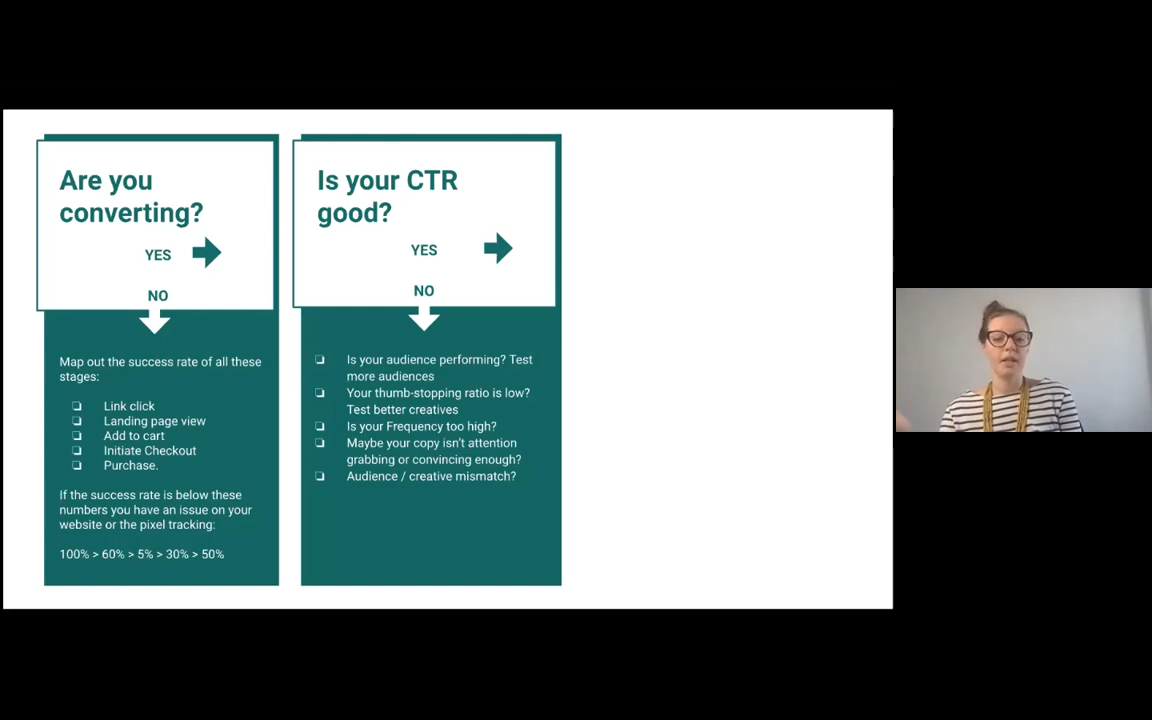 Are you
converting?
YES
NO
Map out the success rate of all these
stages:
❏ Link click
❏ Landing page view
❏ Add to cart
❏ Initiate Checkout
❏ Purchase.
If the success rate is below these
numbers you have an issue on your
website or the pixel tracking:
100% > 60% > 5% > 30% > 50%
Is your CTR
good?
YES
NO
❏ Is your audience performing? Test
more audiences
❏ Your thumb-stopping ratio is low?
Test better creatives
❏ Is your Frequency too high?
❏ Maybe your copy isn't attention
grabbing or convincing enough?
❏ Audience / creative mismatch?